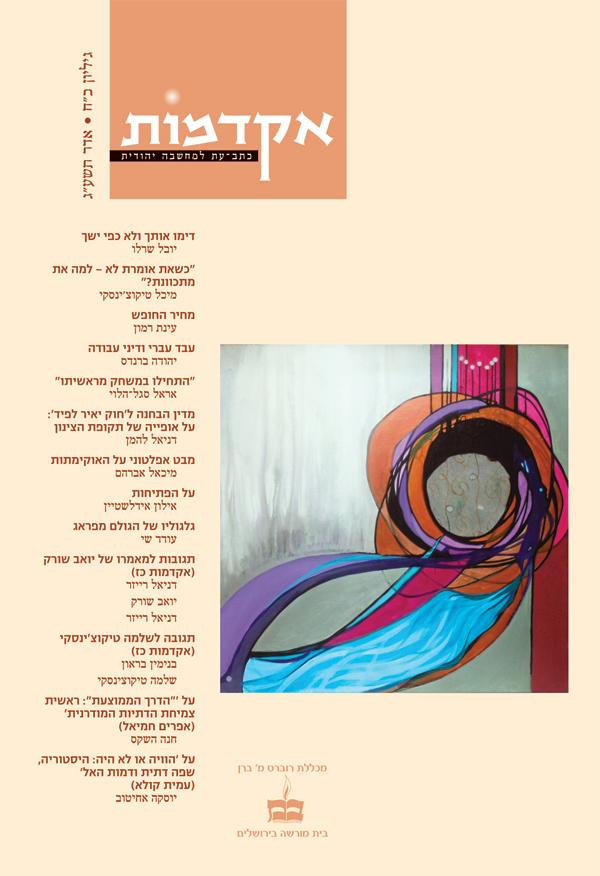 גיליון כ״ח • אדר תשע״ג
אקדמות
כתב־עת למחשבה יהודית
דימו אותך ולא כפי ישך
יובל שרלו
"כשאת אומרת לא – למה את
מתכוונת?"
מיכל טיקוצ׳ינסקי
מחיר החופש
עינת רמון
עבד עברי ודיני עבודה
יהודה ברנדס
"התחילו במשחק מראשיתו"
אראל סגל־הלוי
מדין הבחנה ל׳חוק יאיר לפיד׳:
על אופייה של תקופת הצינון
דניאל להמן
מבט אפלטוני על האוקימתות
מיכאל אברהם
על הפתיחות
אילון אידלשטיין
גלגוליו של הגולם מפראג
עודד שי
תגובות למאמרו של יואב שורק
(אקדמות כז)
דניאל רייזר
יואב שורק
דניאל רייזר
תגובה לשלמה טיקוצ׳ינסקי
(אקדמות כז)
בנימין בראון
שלמה טיקוצינסקי
על ׳"הדרך הממוצעת": ראשית
צמיחת הדתיות המודרנית׳
(אפרים חמיאל)
חנה השקס
על ׳הוויה או לא היה: היסטוריה,
שפה דתית ודמות האל׳
(עמית קולא)
יוסקה אחיטוב
מכללת רוברט מ׳ ברן
בית מורשה בירושלים